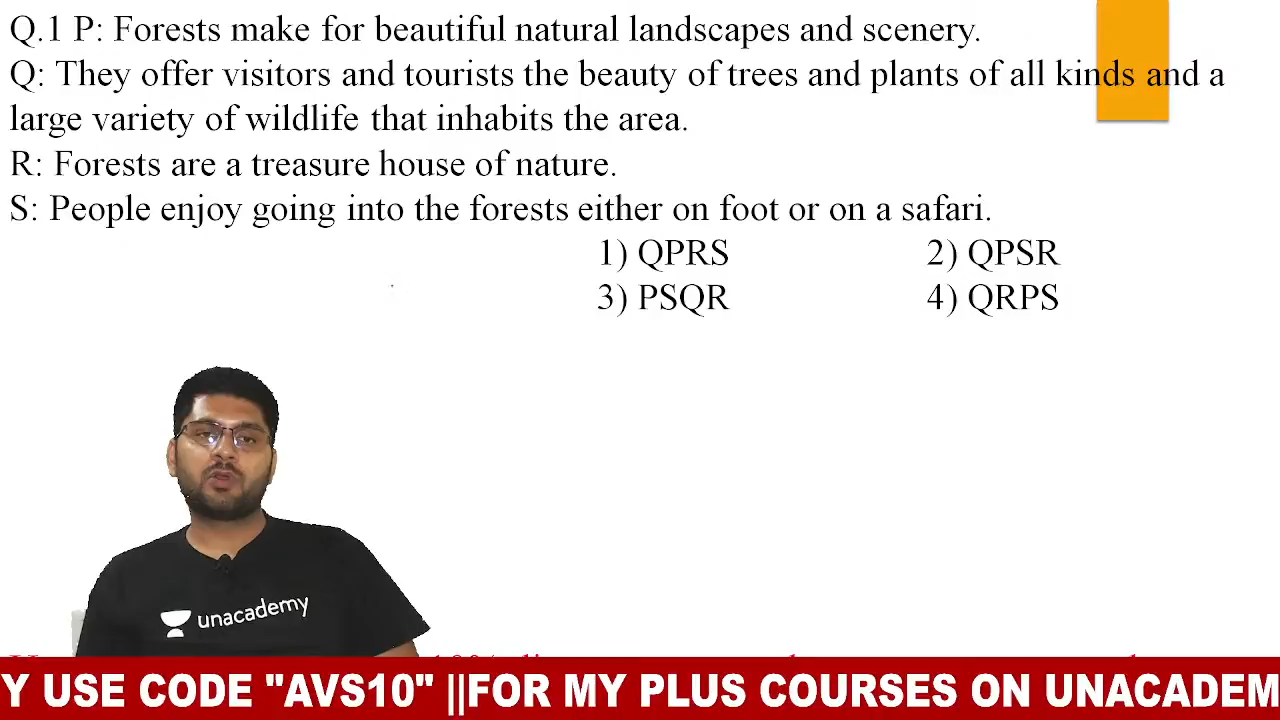 Q.1 P: Forests make for beautiful natural landscapes and scenery.
Q: They offer visitors and tourists the beauty of trees and plants of all kinds and a
large variety of wildlife that inhabits the area.
R: Forests are a treasure house of nature.
S: People enjoy going into the forests either on foot or on a safari.
1) QPRS 2) QPSR
3) PSQR 4) QRPS
unacademy
Y USE CODE "AVS10" ||FOR MY PLUS COURSES ON UNACADEM